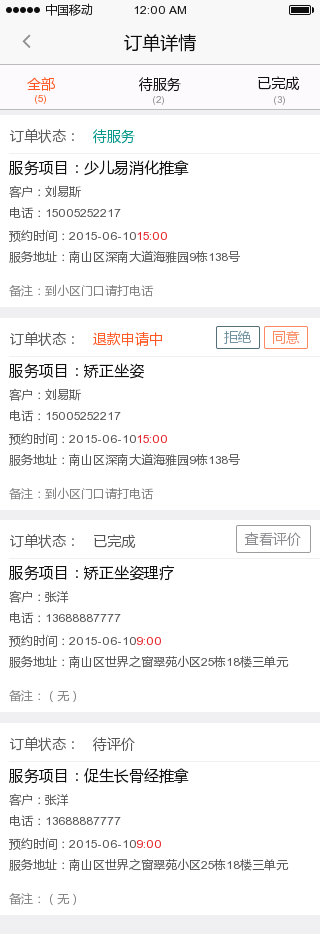 中国移动 12:00 AM
订单详情
全部 待服务 已完成
(5) (2) (3)
订单状态： 待服务
服务项目：少儿易消化推拿
客户：刘易斯
电话：15005252217
预约时间：2015-06-1015:00
服务地址：南山区深南大道海雅园9栋138号
备注：到小区门口请打电话
订单状态： 退款申请中 拒绝 同意
服务项目：矫正坐姿
客户：刘易斯
电话：15005252217
预约时间：2015-06-1015:00
服务地址：南山区深南大道海雅园9栋138号
备注：到小区门口请打电话
订单状态： 已完成 查看评价
服务项目：矫正坐姿理疗
客户：张洋
电话：13688887777
预约时间：2015-06-109:00
服务地址：南山区世界之窗翠苑小区25栋18楼三单元
备注：（无）
订单状态： 待评价
服务项目：促生长骨经推拿
客户：张洋
电话：13688887777
预约时间：2015-06-109:00
服务地址：南山区世界之窗翠苑小区25栋18楼三单元
备注：（无）